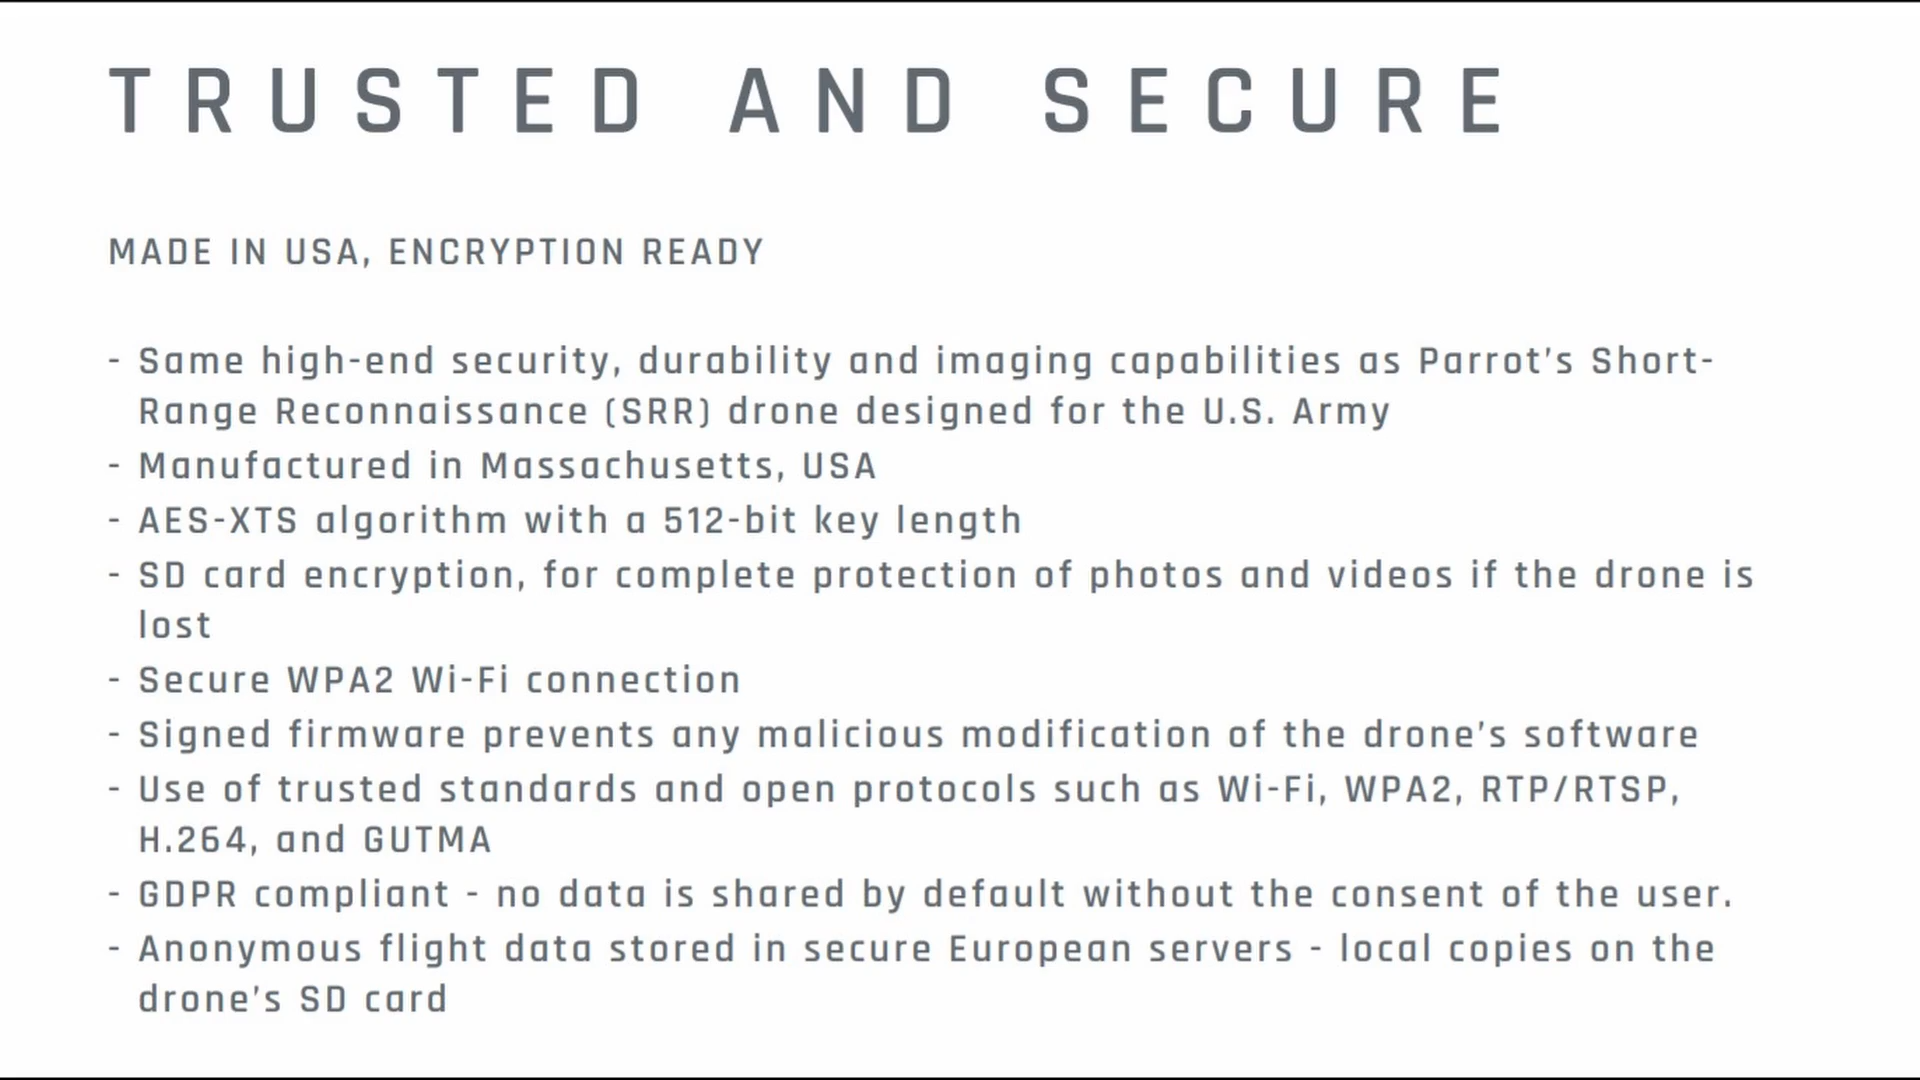 TRUSTED AND SECURE
MADE IN USA, ENCRYPTION READY
- Same high-end security, durability and imaging capabilities as Parrot's Short-
Range Reconnaissance (SRR) drone designed for the U.S. Army
- Manufactured in Massachusetts, USA
- AES-XTS algorithm with a 512-bit key length
- SD card encryption, for complete protection of photos and videos if the drone is
lost
- Secure WPA2 Wi-Fi connection
- Signed firmware prevents any malicious modification of the drone's software
- Use of trusted standards and open protocols such as Wi-Fi, WPA2, RTP/RTSP,
H.264, and GUTMA
- GDPR compliant - no data is shared by default without the consent of the user.
- Anonymous flight data stored in secure European servers - local copies on the
drone's SD card